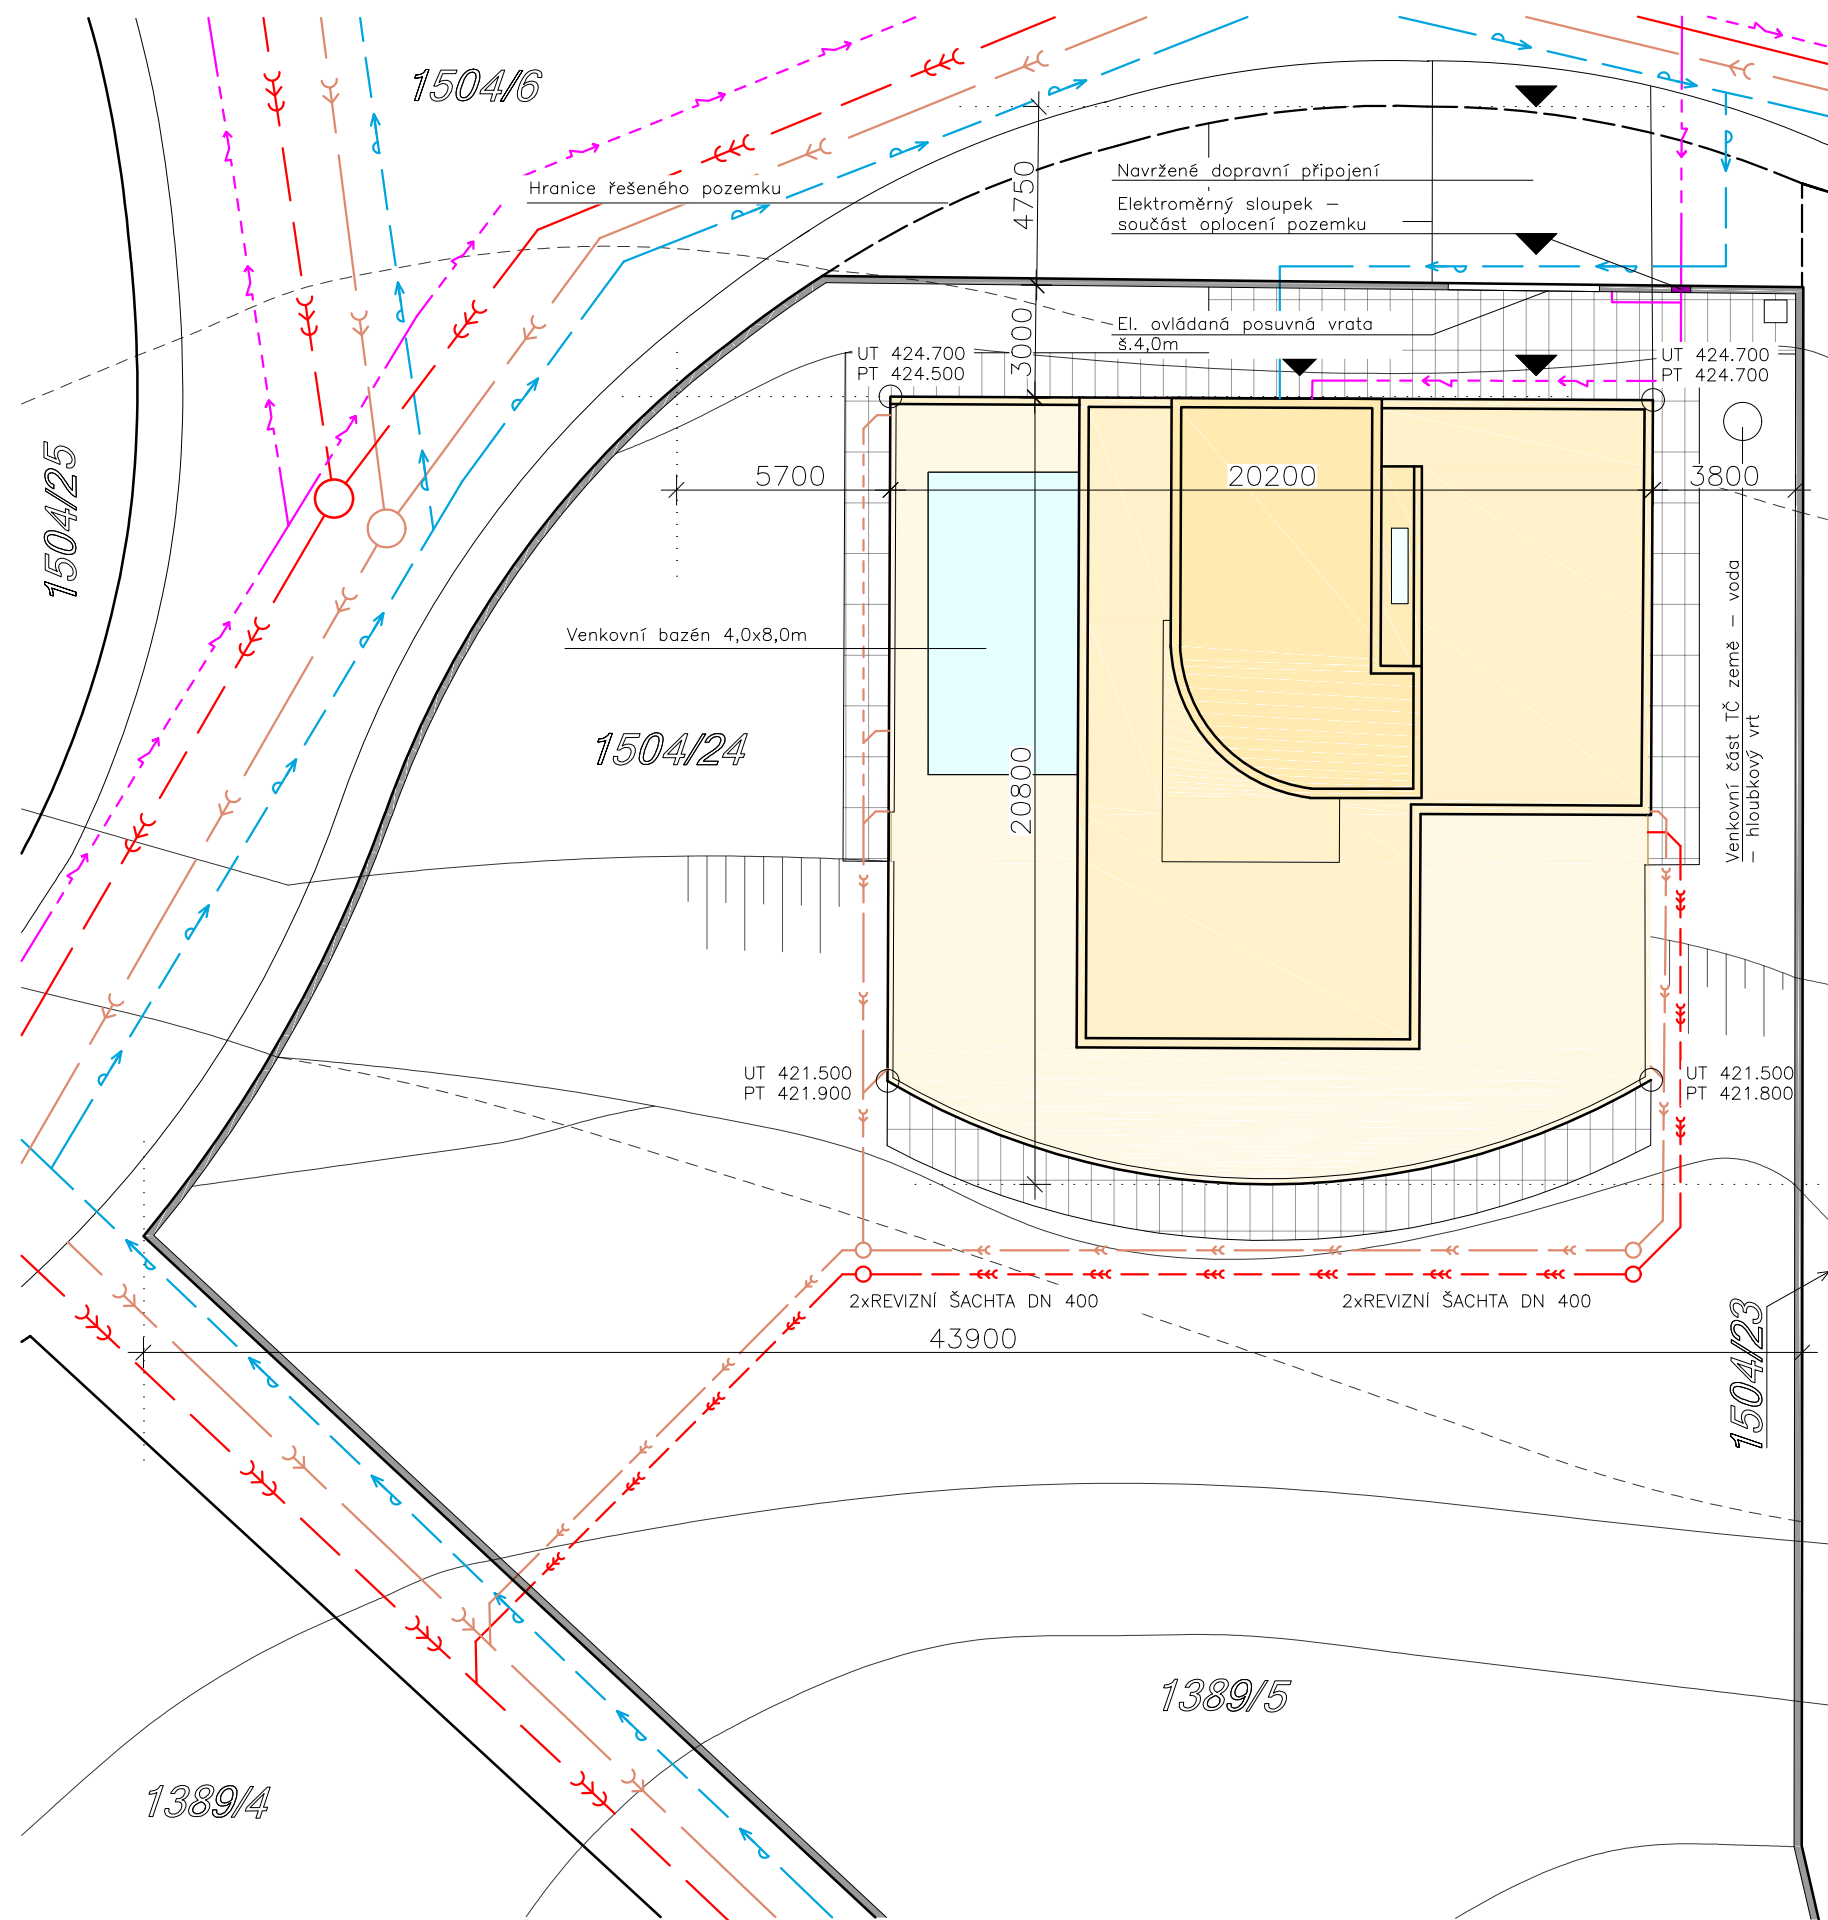 1504/6
Navržené dopravní připojení
Hranice řešeného pozemku
Elektroměrný sloupek –
součást oplocení pozemku
4750
El. ovládaná posuvná vrata
š.4,0m
3000
UT 424.700
PT 424.500
UT 424.700
PT 424.700
5700
20200
3800
1504/25
Venkovní bazén 4,0x8,0m
1504/24
20800
Venkovní část TČ země – voda
– hloubkový vrt
UT 421.500
PT 421.900
UT 421.500
PT 421.800
2xREVIZNÍ ŠACHTA DN 400
2xREVIZNÍ ŠACHTA DN 400
43900
1504/23
1389/5
1389/4